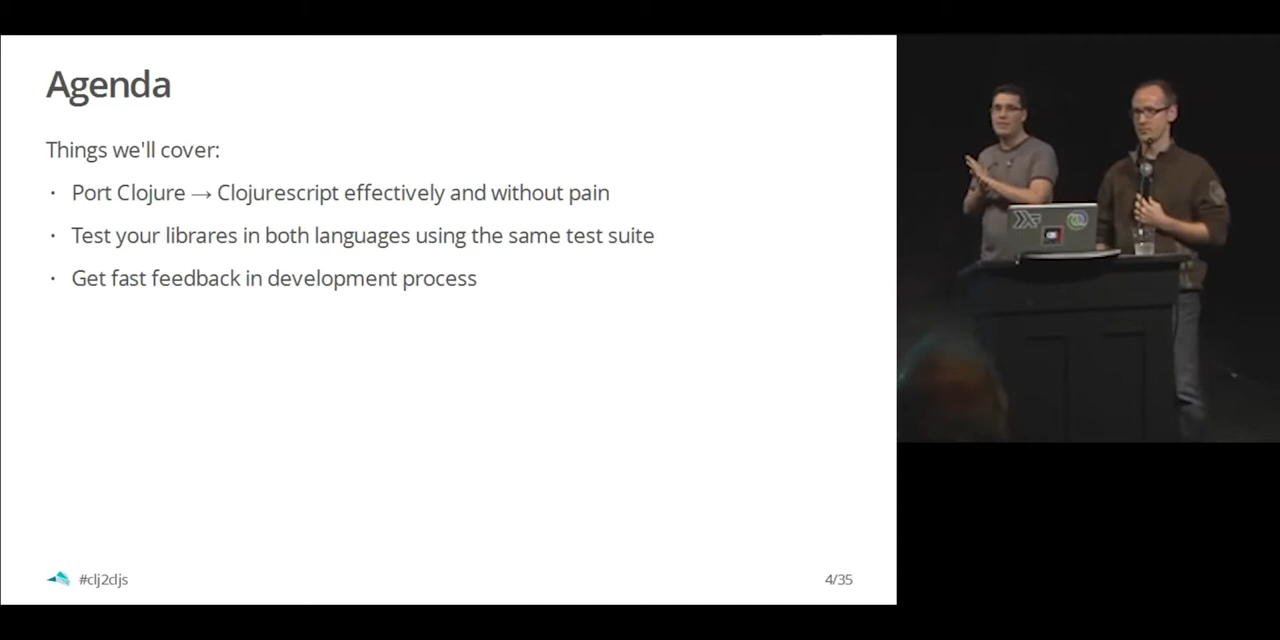 Agenda
Things we'll cover:
· Port Clojure → Clojurescript effectively and without pain
· Test your librares in both languages using the same test suite
· Get fast feedback in development process
#clj2cljs
4/35